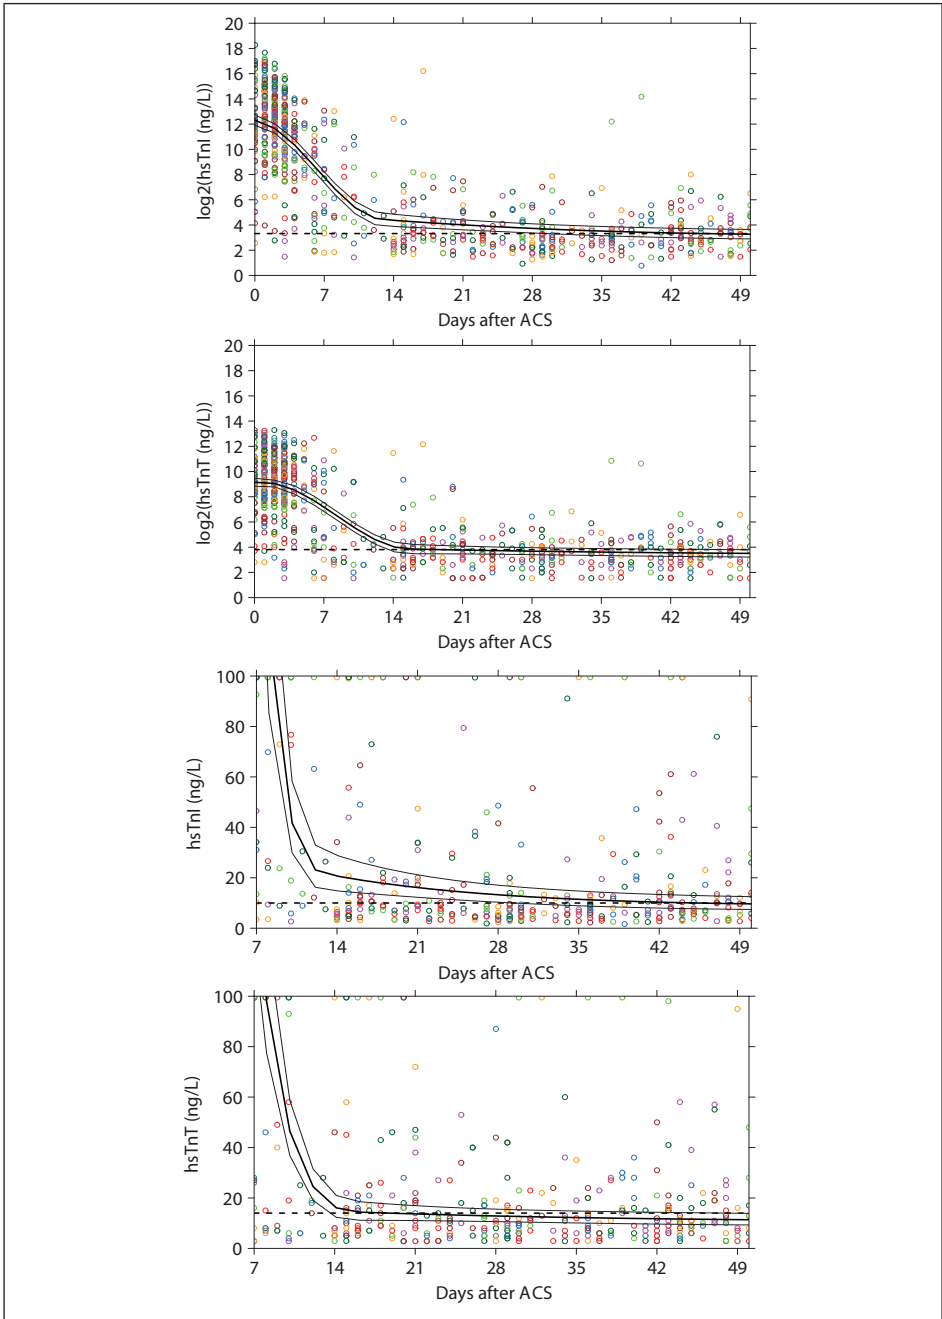 20
18
16
14
12
10
8
6
4
2
0
log2(hsTnI (ng/L))
0 7 14 21 28 35 42 49
Days after ACS
20
18
16
14
12
10
8
6
4
2
0
log2(hsTnT (ng/L))
0 7 14 21 28 35 42 49
Days after ACS
100
80
60
40
20
0
hsTnI (ng/L)
7 14 21 28 35 42 49
Days after ACS
100
80
60
40
20
0
hsTnT (ng/L)
7 14 21 28 35 42 49
Days after ACS